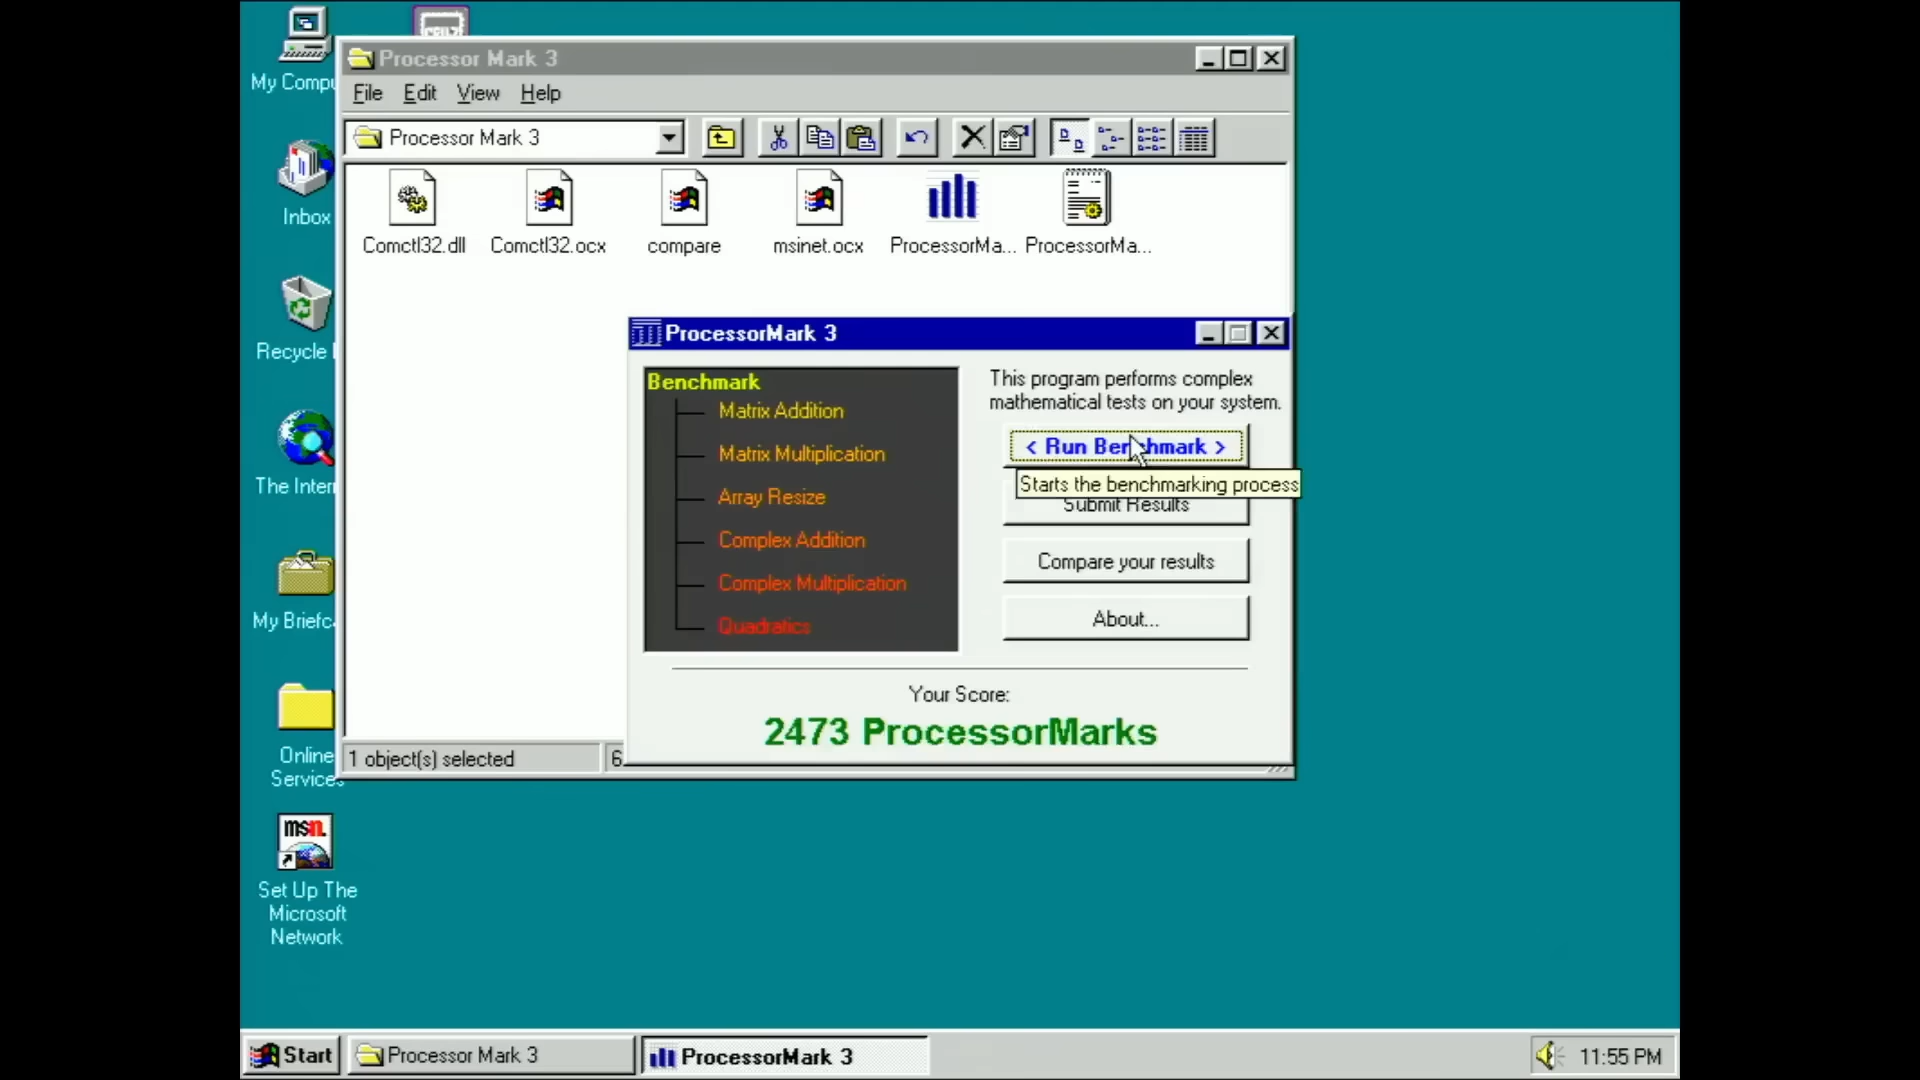 My Compu
Inbox
Recycle
The Inter
My Briefc
Online
Services
msn.
Set Up The
Microsoft
Network
Processor Mark 3
File Edit View Help
Processor Mark 3
Comctl32.dll Comctl32.ocx compare msinet.ocx ProcessorMa... ProcessorMa...
1 object(s) selected
6
ProcessorMark 3
Benchmark
Matrix Addition
Matrix Multiplication
Array Resize
Complex Addition
Complex Multiplication
Quadratics
This program performs complex
mathematical tests on your system.
< Run Benchmark >
Starts the benchmarking process
Submit Results
Compare your results
About...
Your Score:
2473 ProcessorMarks
Start Processor Mark 3 ProcessorMark 3 11:55 PM